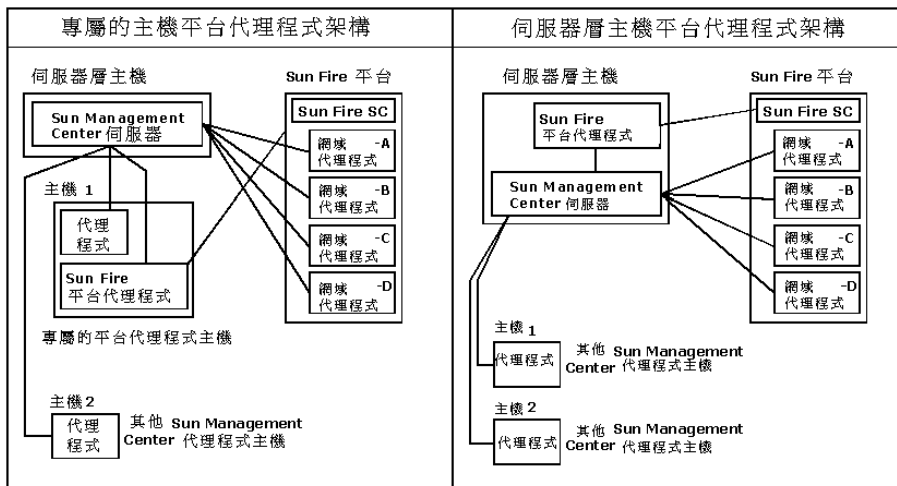 專屬的主機平台代理程式架構
伺服器層主機
Sun Fire 平台
Sun Management
Center 伺服器
Sun Fire SC
網域 -A
代理程式
網域 -B
代理程式
網域 -C
代理程式
網域 -D
代理程式
主機 1
代理
程式
Sun Fire
平台代理程式
專屬的平台代理程式主機
主機2
代理
程式
其他 Sun Management
Center 代理程式主機
伺服器層主機平台代理程式架構
伺服器層主機
Sun Fire 平台
Sun Fire
平台代理程式
Sun Fire SC
Sun Management
Center 伺服器
網域 -A
代理程式
網域 -B
代理程式
網域 -C
代理程式
網域 -D
代理程式
主機 1
代理程式
其他 Sun Management
Center 代理程式主機
主機 2
代理程式
其他 Sun Management
Center 代理程式主機